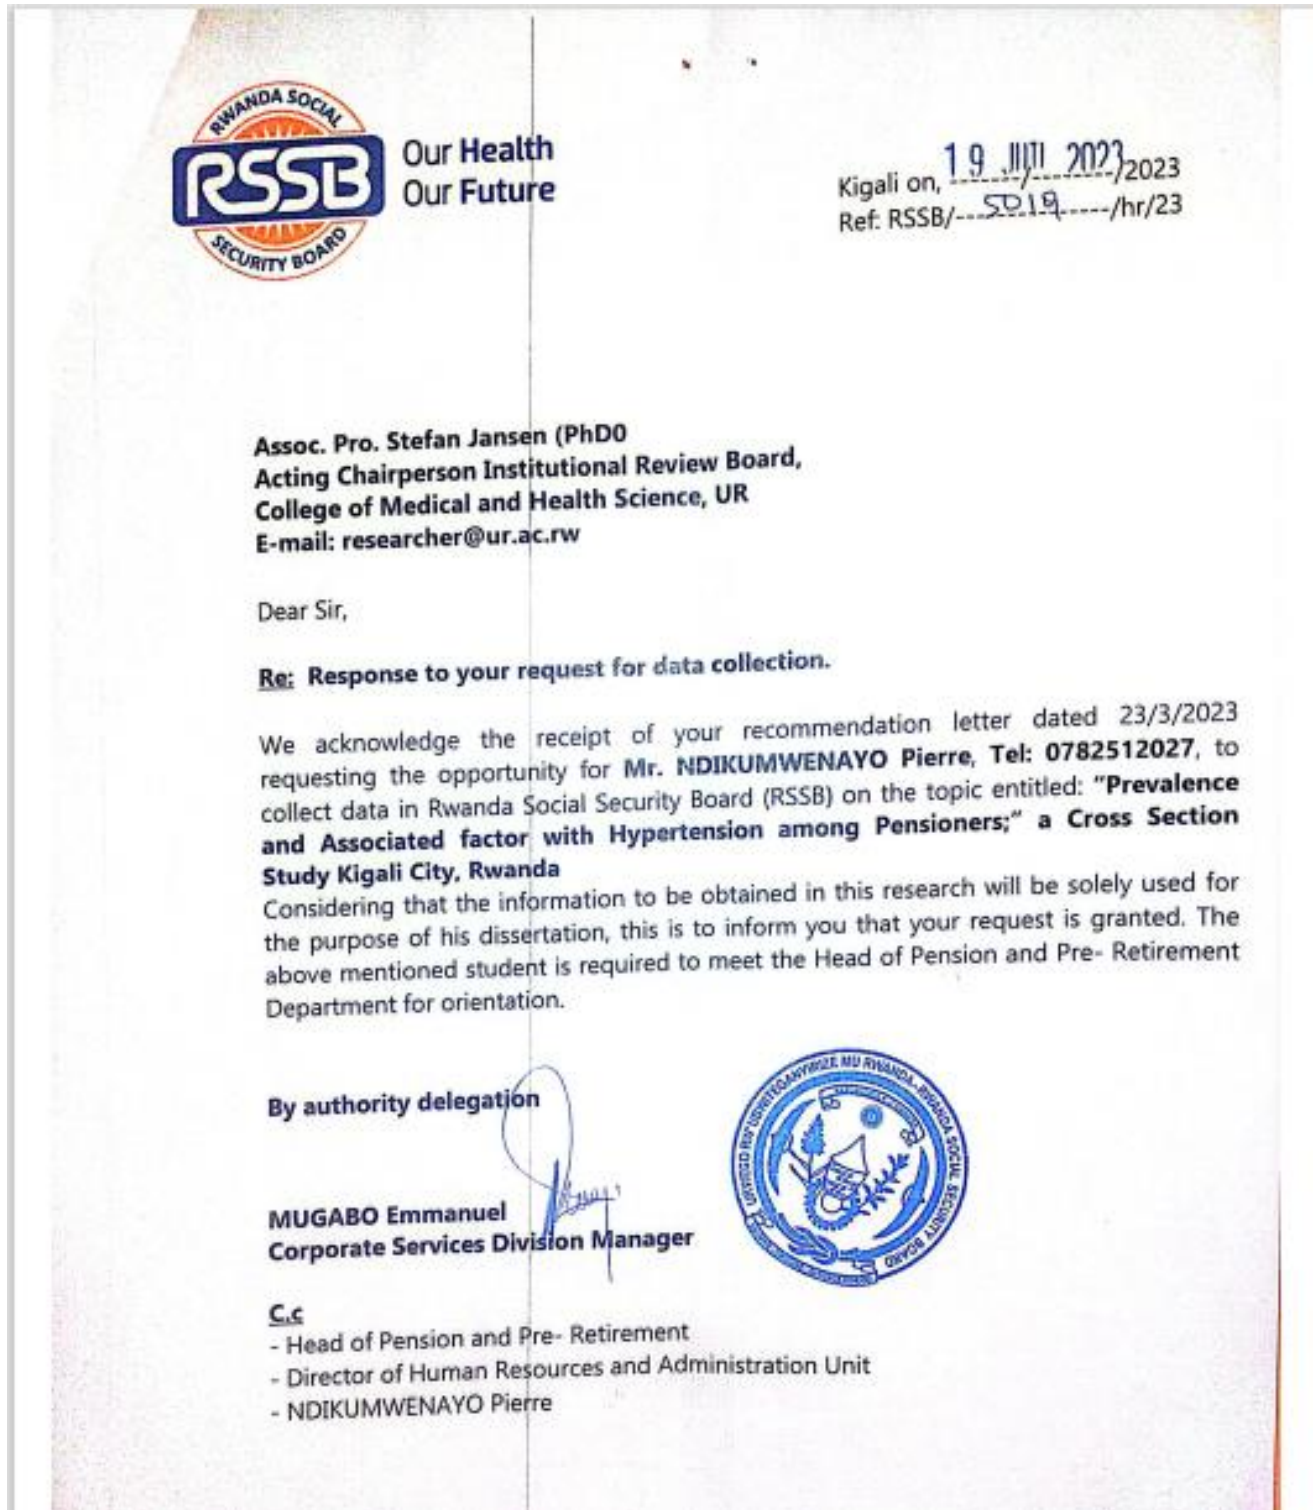 RWANDA SOCIAL
RSSB
SECURITY BOARD
Our Health
Our Future
Kigali on, 19 2023/2023
Ref: RSSB/---5019-----/hr/23
Assoc. Pro. Stefan Jansen (PhD0
Acting Chairperson Institutional Review Board,
College of Medical and Health Science, UR
E-mail: researcher@ur.ac.rw
Dear Sir,
Re: Response to your request for data collection.
We acknowledge the receipt of your recommendation letter dated 23/3/2023
requesting the opportunity for Mr. NDIKUMWENAYO Pierre, Tel: 0782512027, to
collect data in Rwanda Social Security Board (RSSB) on the topic entitled: "Prevalence
and Associated factor with Hypertension among Pensioners;" a Cross Section
Study Kigali City, Rwanda
Considering that the information to be obtained in this research will be solely used for
the purpose of his dissertation, this is to inform you that your request is granted. The
above mentioned student is required to meet the Head of Pension and Pre- Retirement
Department for orientation.
By authority delegation
MUGABO Emmanuel
Corporate Services Division Manager
MU RWANDA - RWANDA SOCIAL SECURITY BOARD
C.c
- Head of Pension and Pre- Retirement
- Director of Human Resources and Administration Unit
- NDIKUMWENAYO Pierre